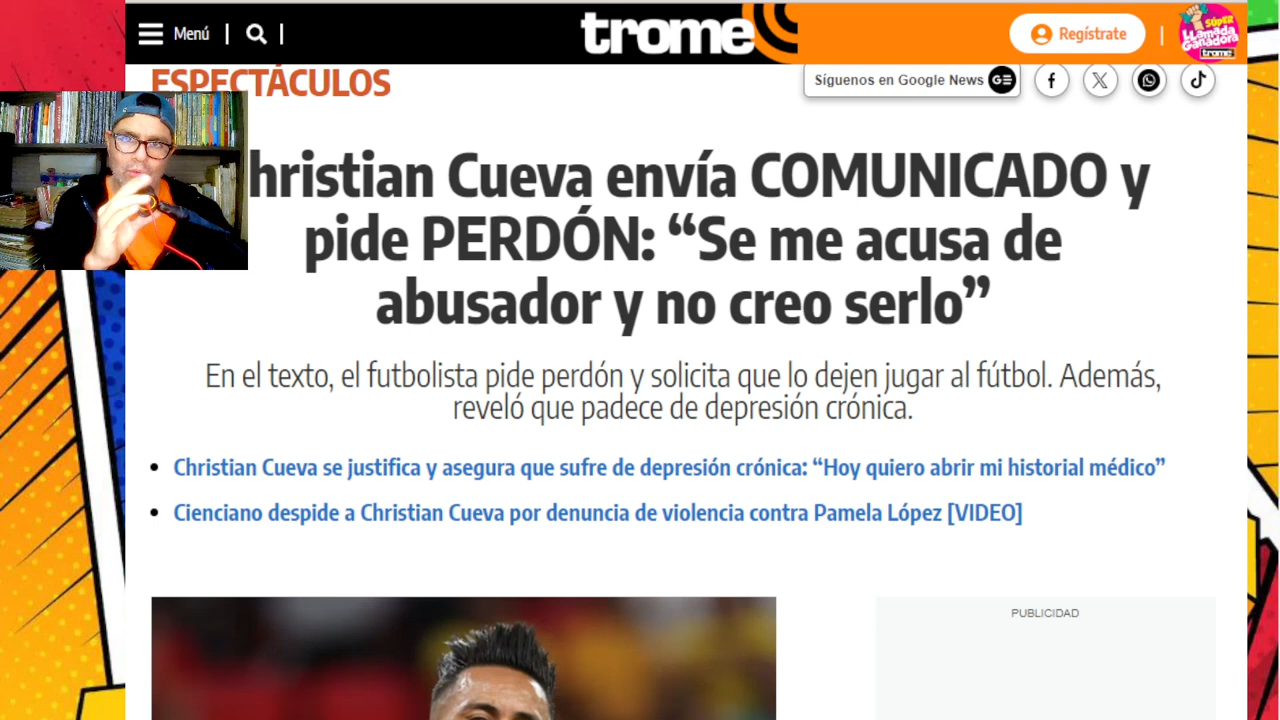 Menú
trome
Regístrate
SÚPER
LLAMADA
GANADORA
trome
ESPECTÁCULOS
Síguenos en Google News
hristian Cueva envía COMUNICADO y
pide PERDÓN: “Se me acusa de
abusador y no creo serlo”
En el texto, el futbolista pide perdón y solicita que lo dejen jugar al fútbol. Además,
reveló que padece de depresión crónica.
Christian Cueva se justifica y asegura que sufre de depresión crónica: “Hoy quiero abrir mi historial médico”
Cienciano despide a Christian Cueva por denuncia de violencia contra Pamela López [VIDEO]
PUBLICIDAD